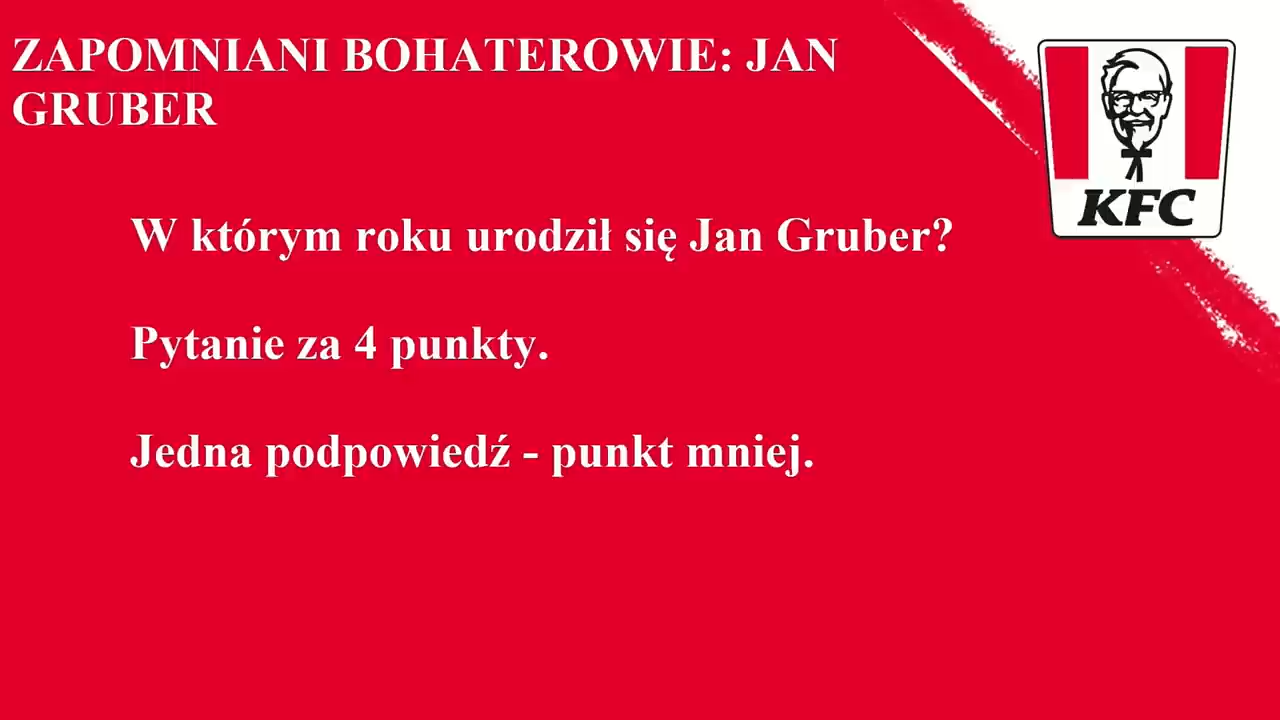 ZAPOMNIANI BOHATEROWIE: JAN
GRUBER
KFC
W którym roku urodził się Jan Gruber?
Pytanie za 4 punkty.
Jedna podpowiedź - punkt mniej.